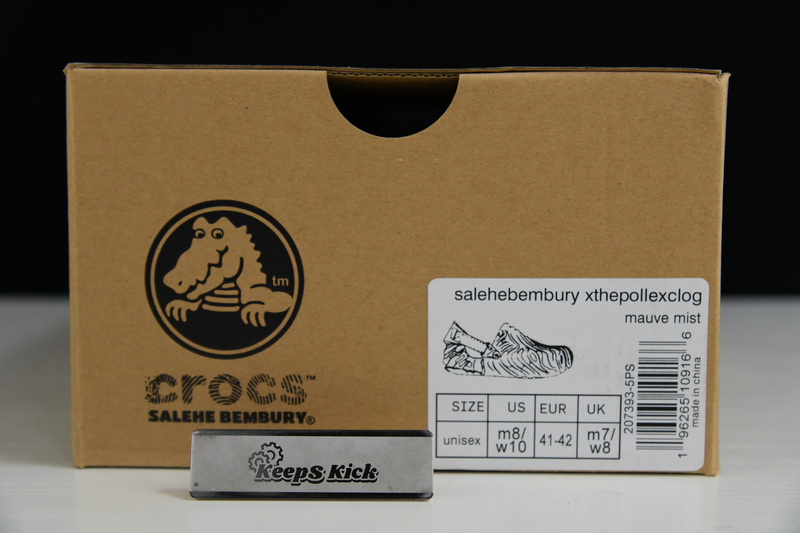 tm
crocs™
SALEHE BEMBURY®
KeepS Kick
salehebembury xthepollexclog
mauve mist
SIZE US EUR UK
unisex m8/ w10 41-42 m7/ w8
207393-5PS
1 96265 10916 6
made in china